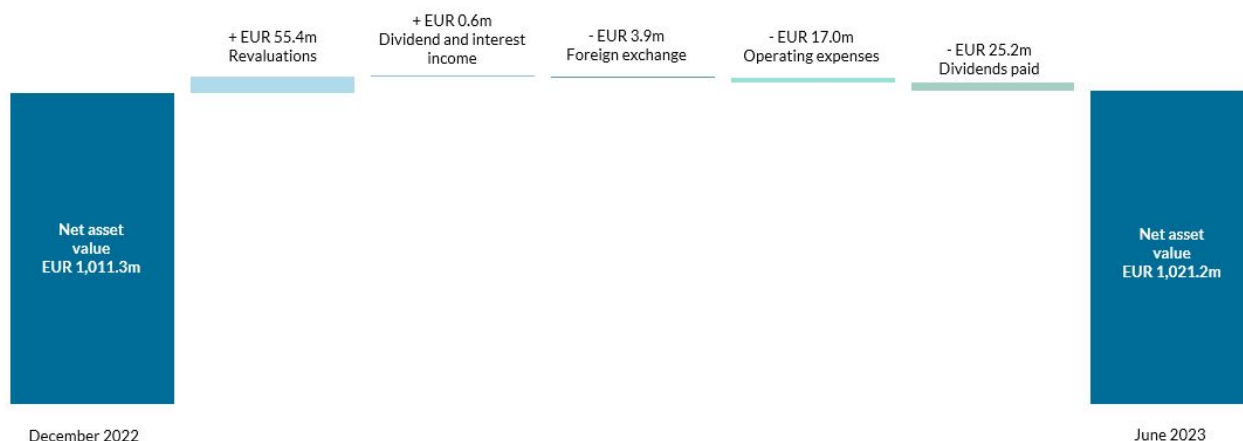 + EUR 55.4m
Revaluations
+ EUR 0.6m
Dividend and interest
income
- EUR 3.9m
Foreign exchange
- EUR 17.0m
Operating expenses
- EUR 25.2m
Dividends paid
Net asset
value
EUR 1,011.3m
Net asset
value
EUR 1,021.2m
December 2022
June 2023